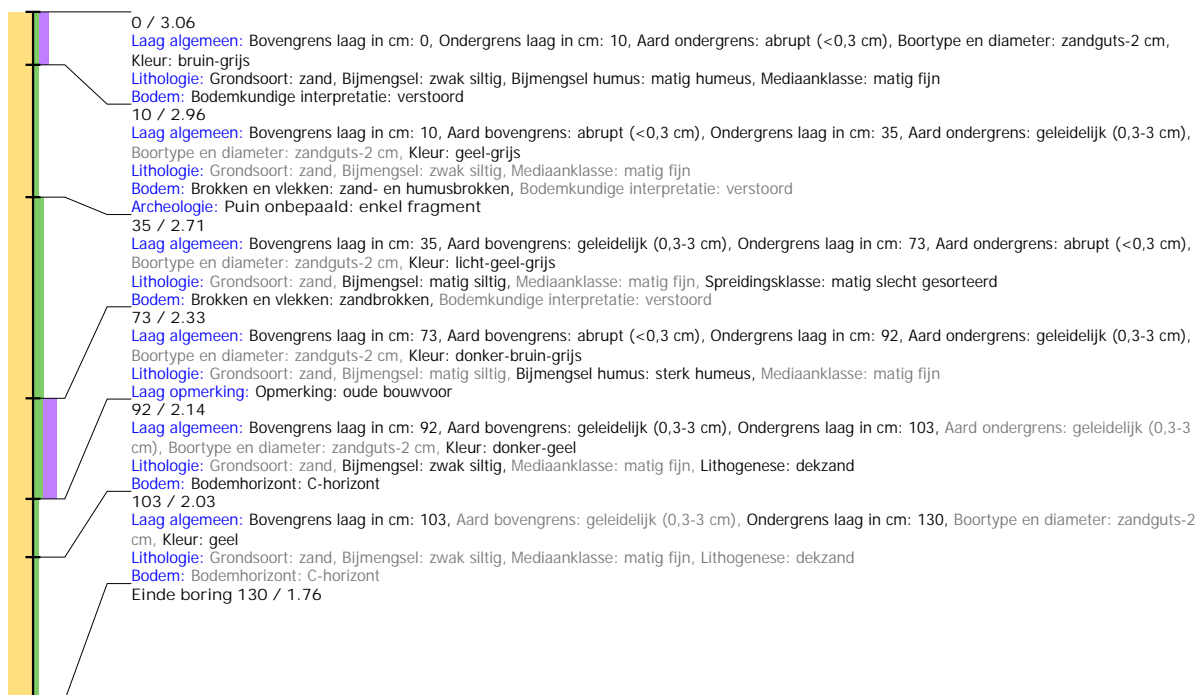 0 / 3.06
Laag algemeen: Bovengrens laag in cm: 0, Ondergrens laag in cm: 10, Aard ondergrens: abrupt (<0,3 cm), Boortype en diameter: zandguts-2 cm,
Kleur: bruin-grijs
Lithologie: Grondsoort: zand, Bijmengsel: zwak siltig, Bijmengsel humus: matig humeus, Mediaanklasse: matig fijn
Bodem: Bodemkundige interpretatie: verstoord
10 / 2.96
Laag algemeen: Bovengrens laag in cm: 10, Aard bovengrens: abrupt (<0,3 cm), Ondergrens laag in cm: 35, Aard ondergrens: geleidelijk (0,3-3 cm),
Boortype en diameter: zandguts-2 cm, Kleur: geel-grijs
Lithologie: Grondsoort: zand, Bijmengsel: zwak siltig, Mediaanklasse: matig fijn
Bodem: Brokken en vlekken: zand- en humusbrokken, Bodemkundige interpretatie: verstoord
Archeologie: Puin onbepaald: enkel fragment
35 / 2.71
Laag algemeen: Bovengrens laag in cm: 35, Aard bovengrens: geleidelijk (0,3-3 cm), Ondergrens laag in cm: 73, Aard ondergrens: abrupt (<0,3 cm),
Boortype en diameter: zandguts-2 cm, Kleur: licht-geel-grijs
Lithologie: Grondsoort: zand, Bijmengsel: matig siltig, Mediaanklasse: matig fijn, Spreidingsklasse: matig slecht gesorteerd
Bodem: Brokken en vlekken: zandbrokken, Bodemkundige interpretatie: verstoord
73 / 2.33
Laag algemeen: Bovengrens laag in cm: 73, Aard bovengrens: abrupt (<0,3 cm), Ondergrens laag in cm: 92, Aard ondergrens: geleidelijk (0,3-3 cm),
Boortype en diameter: zandguts-2 cm, Kleur: donker-bruin-grijs
Lithologie: Grondsoort: zand, Bijmengsel: matig siltig, Bijmengsel humus: sterk humeus, Mediaanklasse: matig fijn
Laag opmerking: Opmerking: oude bouwvoor
92 / 2.14
Laag algemeen: Bovengrens laag in cm: 92, Aard bovengrens: geleidelijk (0,3-3 cm), Ondergrens laag in cm: 103, Aard ondergrens: geleidelijk (0,3-3
cm), Boortype en diameter: zandguts-2 cm, Kleur: donker-geel
Lithologie: Grondsoort: zand, Bijmengsel: zwak siltig, Mediaanklasse: matig fijn, Lithogenese: dekzand
Bodem: Bodemhorizont: C-horizont
103 / 2.03
Laag algemeen: Bovengrens laag in cm: 103, Aard bovengrens: geleidelijk (0,3-3 cm), Ondergrens laag in cm: 130, Boortype en diameter: zandguts-2
cm, Kleur: geel
Lithologie: Grondsoort: zand, Bijmengsel: zwak siltig, Mediaanklasse: matig fijn, Lithogenese: dekzand
Bodem: Bodemhorizont: C-horizont
Einde boring 130 / 1.76